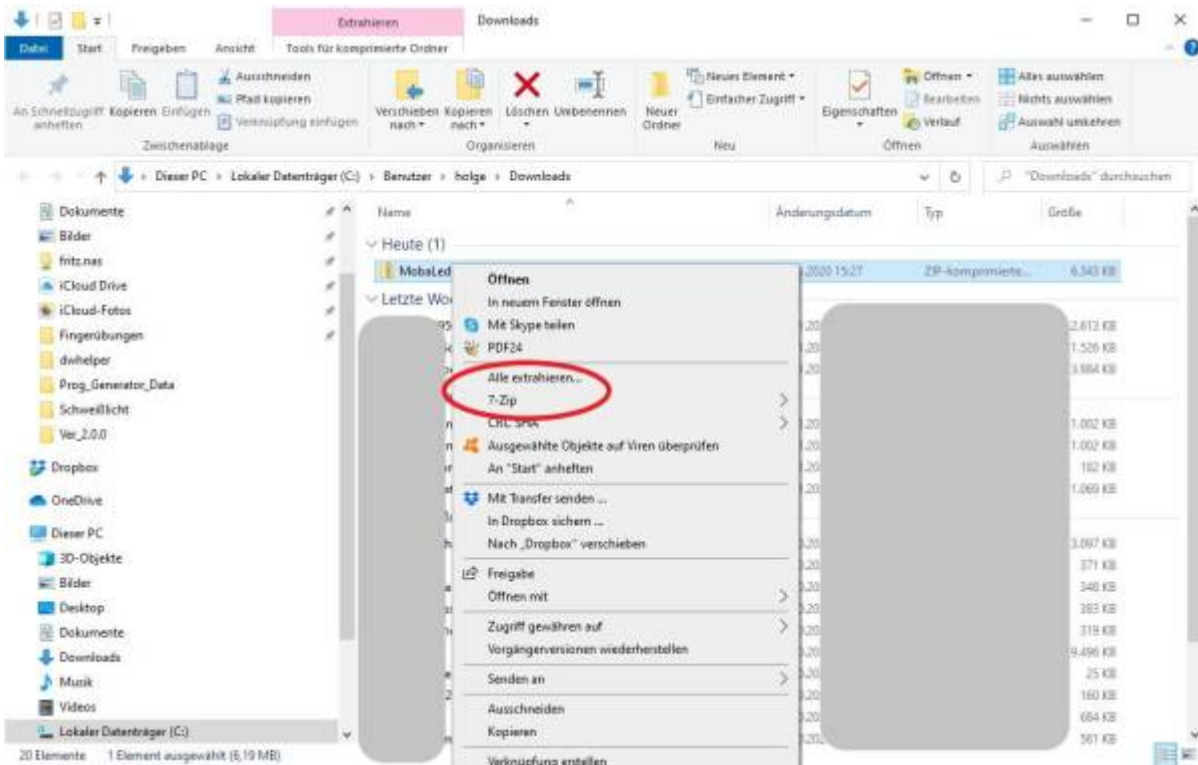 Extrahieren Downloads
Datei Start Freigeben Ansicht Tools für komprimierte Ordner
An Schnellzugriff anheften
Kopieren
Einfügen
Ausschneiden
Pfad kopieren
Verknüpfung einfügen
Zwischenablage
Verschieben nach
Kopieren nach
Löschen
Umbenennen
Organisieren
Neuer Ordner
Neues Element
Einfacher Zugriff
Neu
Eigenschaften
Öffnen
Bearbeiten
Verlauf
Öffnen
Alles auswählen
Nichts auswählen
Auswahl umkehren
Auswählen
Dieser PC › Lokaler Datenträger (C:) › Benutzer › holge › Downloads
"Downloads" durchsuchen
Dokumente
Bilder
fritz.nas
iCloud Drive
iCloud-Fotos
Fingerübungen
dwhelper
Prog_Generator_Data
Schweißlicht
Ver_2.0.0
Dropbox
OneDrive
Dieser PC
3D-Objekte
Bilder
Desktop
Dokumente
Downloads
Musik
Videos
Lokaler Datenträger (C:)
Name Änderungsdatum Typ Größe
Heute (1)
MobaLed 2020 15:27 ZIP-komprimierte... 6.343 KB
Letzte Wo
Öffnen
In neuem Fenster öffnen
Mit Skype teilen
PDF24
Alle extrahieren...
7-Zip
CRC SHA
Ausgewählte Objekte auf Viren überprüfen
An "Start" anheften
Mit Transfer senden ...
In Dropbox sichern ...
Nach „Dropbox" verschieben
Freigabe
Öffnen mit
Zugriff gewähren auf
Vorgängerversionen wiederherstellen
Senden an
Ausschneiden
Kopieren
Verknüpfung erstellen
2.612 KB
1.526 KB
3.984 KB
1.002 KB
1.002 KB
182 KB
1.069 KB
3.097 KB
371 KB
348 KB
383 KB
319 KB
9.496 KB
25 KB
160 KB
684 KB
561 KB
20 Elemente 1 Element ausgewählt (6,19 MB)